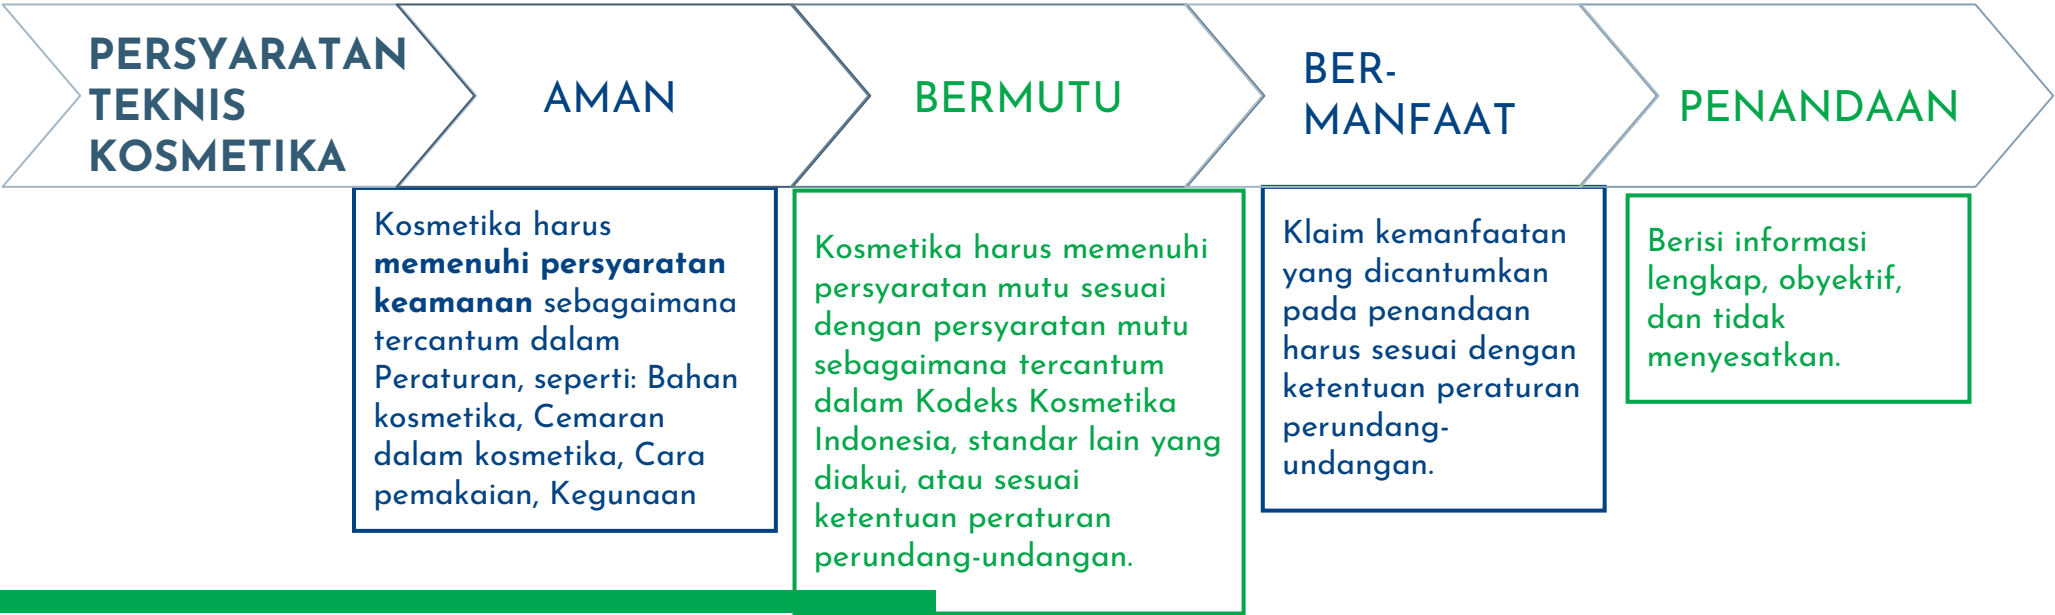 PERSYARATAN
TEKNIS
KOSMETIKA
AMAN
BERMUTU
BER-
MANFAAT
PENANDAAN
Kosmetika harus
memenuhi persyaratan
keamanan sebagaimana
tercantum dalam
Peraturan, seperti: Bahan
kosmetika, Cemaran
dalam kosmetika, Cara
pemakaian, Kegunaan
Kosmetika harus memenuhi
persyaratan mutu sesuai
dengan persyaratan mutu
sebagaimana tercantum
dalam Kodeks Kosmetika
Indonesia, standar lain yang
diakui, atau sesuai
ketentuan peraturan
perundang-undangan.
Klaim kemanfaatan
yang dicantumkan
pada penandaan
harus sesuai dengan
ketentuan peraturan
perundang-
undangan.
Berisi informasi
lengkap, obyektif,
dan tidak
menyesatkan.